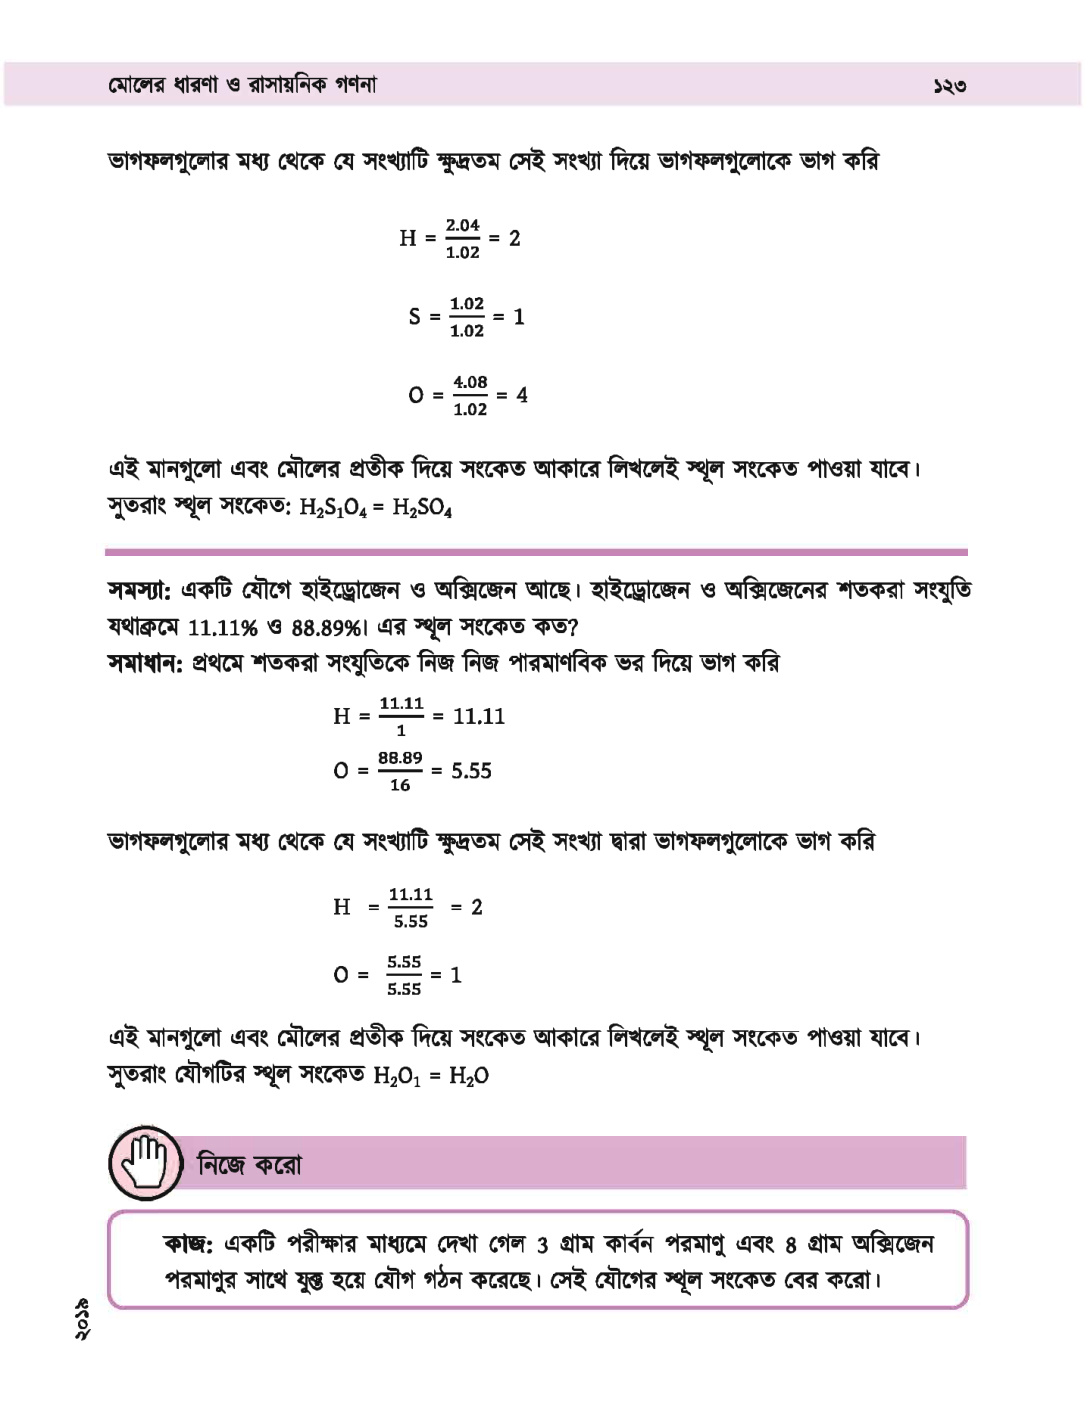 মোলের ধারণা ও রাসায়নিক গণনা ১২৩
ভাগফলগুলোর মধ্য থেকে যে সংখ্যাটি ক্ষুদ্রতম সেই সংখ্যা দিয়ে ভাগফলগুলোকে ভাগ করি
H = 2.04/1.02 = 2
S = 1.02/1.02 = 1
O = 4.08/1.02 = 4
এই মানগুলো এবং মৌলের প্রতীক দিয়ে সংকেত আকারে লিখলেই স্থূল সংকেত পাওয়া যাবে।
সুতরাং স্থূল সংকেত: H₂S₁O₄ = H₂SO₄
সমস্যা: একটি যৌগে হাইড্রোজেন ও অক্সিজেন আছে। হাইড্রোজেন ও অক্সিজেনের শতকরা সংযুতি
যথাক্রমে 11.11% ও 88.89%। এর স্থূল সংকেত কত?
সমাধান: প্রথমে শতকরা সংযুতিকে নিজ নিজ পারমাণবিক ভর দিয়ে ভাগ করি
H = 11.11/1 = 11.11
O = 88.89/16 = 5.55
ভাগফলগুলোর মধ্য থেকে যে সংখ্যাটি ক্ষুদ্রতম সেই সংখ্যা দ্বারা ভাগফলগুলোকে ভাগ করি
H = 11.11/5.55 = 2
O = 5.55/5.55 = 1
এই মানগুলো এবং মৌলের প্রতীক দিয়ে সংকেত আকারে লিখলেই স্থূল সংকেত পাওয়া যাবে।
সুতরাং যৌগটির স্থূল সংকেত H₂O₁ = H₂O
নিজে করো
কাজ: একটি পরীক্ষার মাধ্যমে দেখা গেল 3 গ্রাম কার্বন পরমাণু এবং ৪ গ্রাম অক্সিজেন
পরমাণুর সাথে যুক্ত হয়ে যৌগ গঠন করেছে। সেই যৌগের স্থূল সংকেত বের করো।
২০১৯